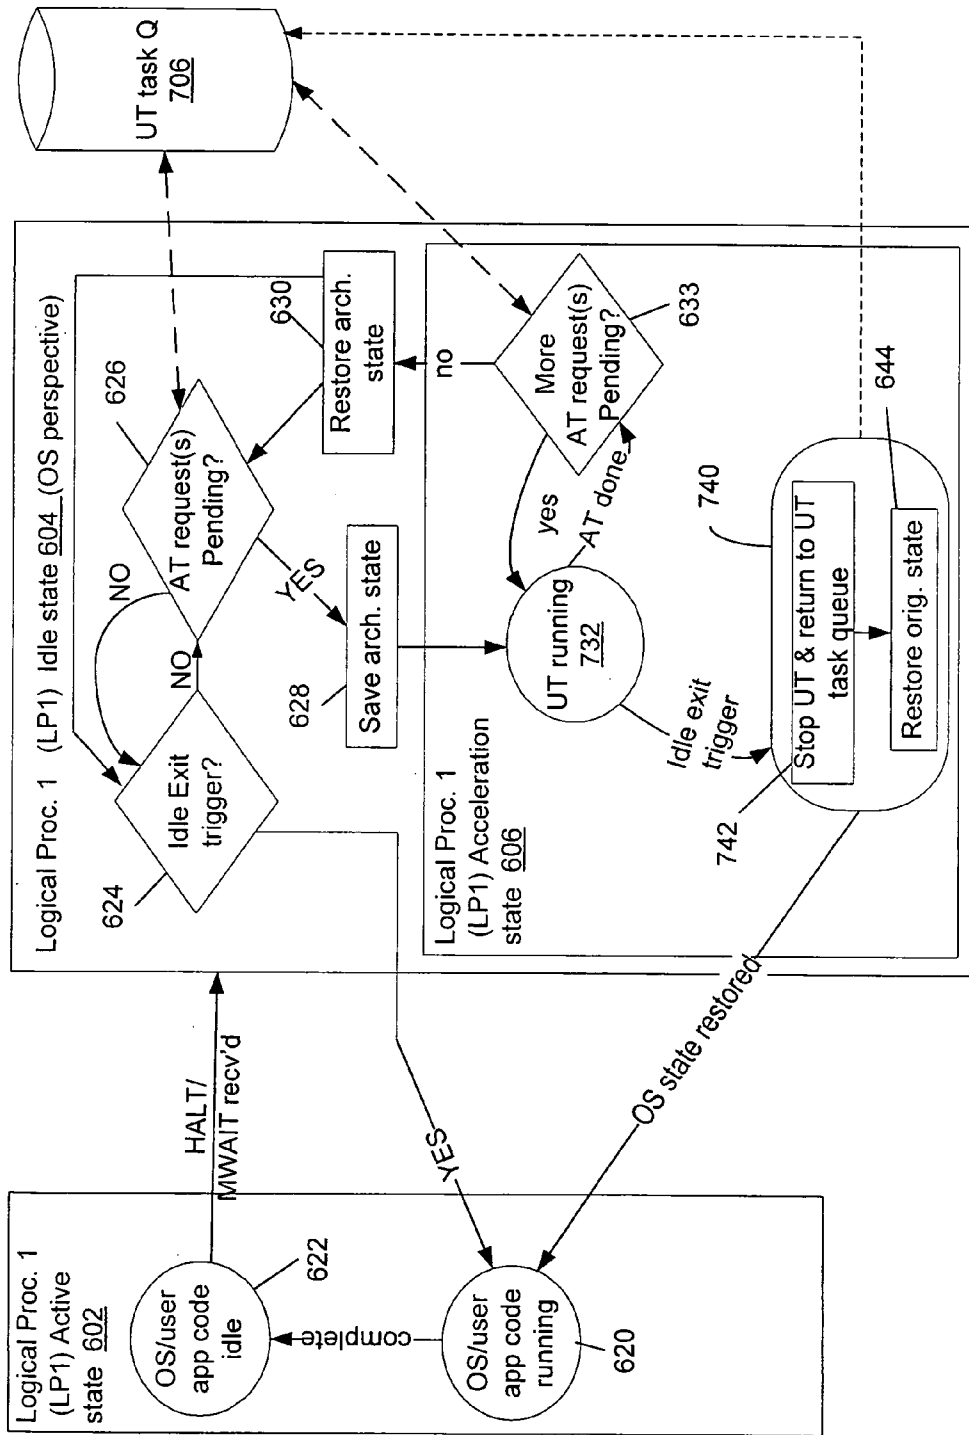 Logical Proc. 1
(LP1) Active
state 602
OS/user
app code
idle
622
complete
OS/user
app code
running
620
HALT/
MWAIT recv'd
YES
OS state restored
Logical Proc. 1 (LP1) Idle state 604 (OS perspective)
Idle Exit
trigger?
624
NO
NO
AT request(s)
Pending?
626
YES
Save arch. state
628
Restore arch.
state
630
Logical Proc. 1
(LP1) Acceleration
state 606
UT running
732
yes
AT done
More
AT request(s)
Pending?
633
no
Idle exit
trigger
Stop UT & return to UT
task queue
742
740
Restore orig. state
644
UT task Q
706